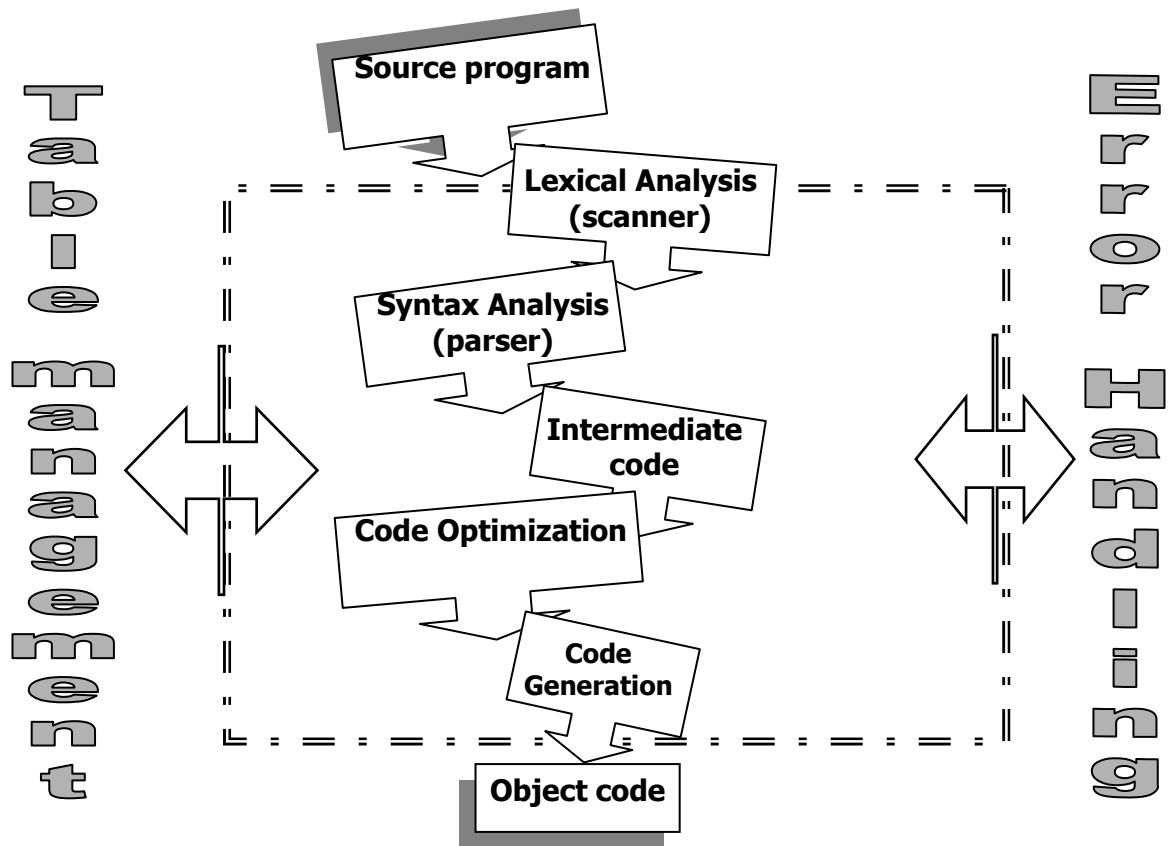 Source program
Lexical Analysis
(scanner)
Syntax Analysis
(parser)
Intermediate
code
Code Optimization
Code
Generation
Object code
Table management
Error Handling